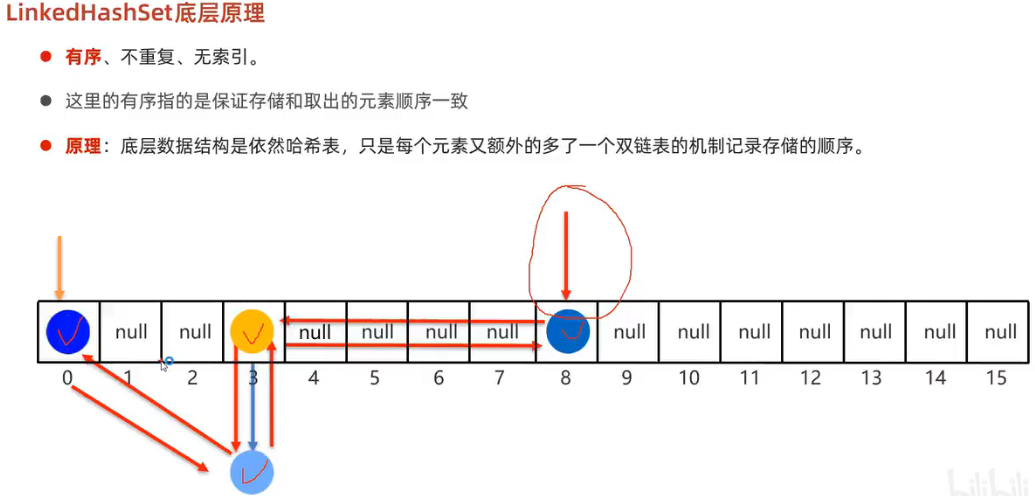 LinkedHashSet底层原理
有序、不重复、无索引。
这里的有序指的是保证存储和取出的元素顺序一致
原理：底层数据结构是依然哈希表，只是每个元素又额外的多了一个双链表的机制记录存储的顺序。
null null null null null null null null null null null null null
0 1 2 3 4 5 6 7 8 9 10 11 12 13 14 15
bilibili